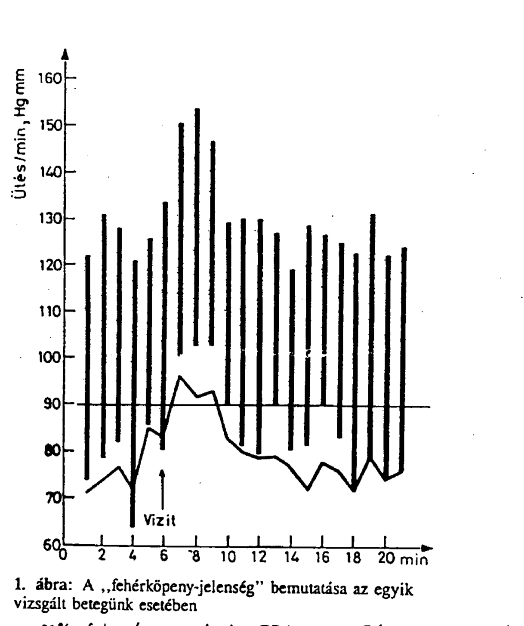 Ütés/min, Hg mm
160
150
140
130
120
110
100
90
80
70
60
Vizit
0 2 4 6 8 10 12 14 16 18 20 min
1. ábra: A „fehérköpeny-jelenség” bemutatása az egyik
vizsgált betegünk esetében